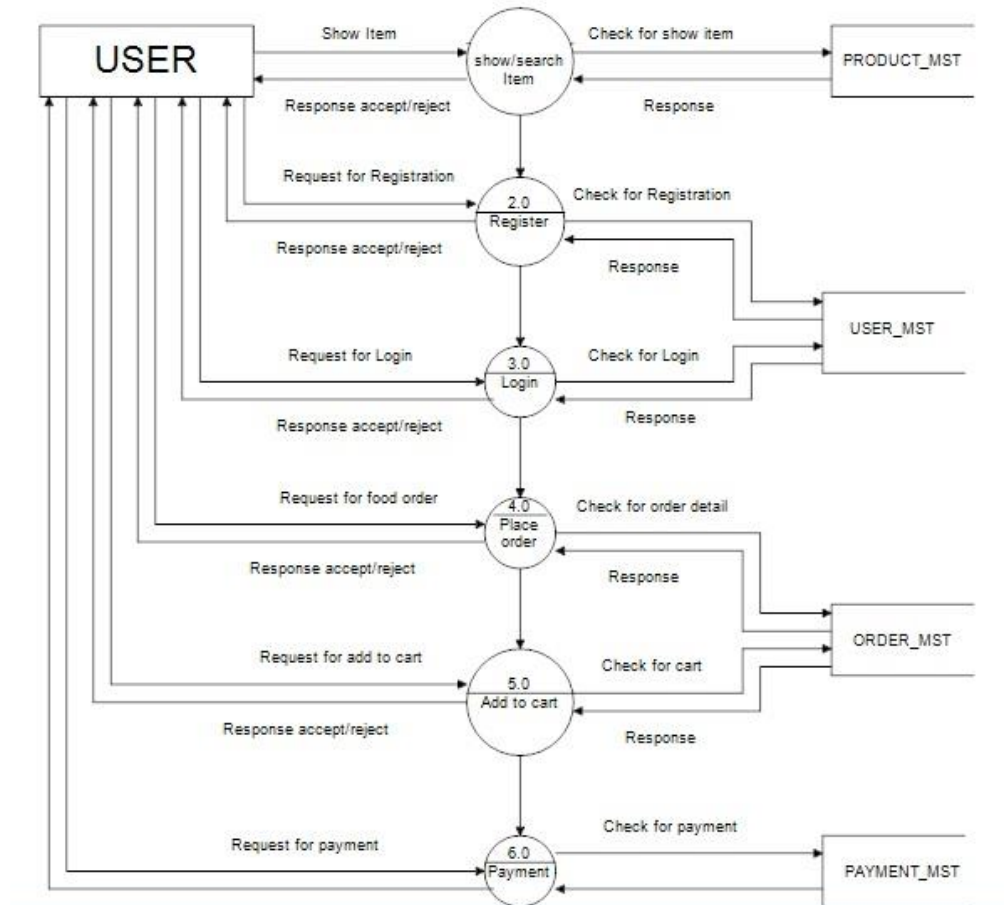 USER
Show Item
show/search
Item
Check for show item
PRODUCT_MST
Response accept/reject
Response
Request for Registration
2.0
Register
Check for Registration
Response accept/reject
Response
USER_MST
Request for Login
3.0
Login
Check for Login
Response accept/reject
Response
Request for food order
4.0
Place
order
Check for order detail
Response accept/reject
Response
ORDER_MST
Request for add to cart
5.0
Add to cart
Check for cart
Response accept/reject
Response
Request for payment
6.0
Payment
Check for payment
PAYMENT_MST